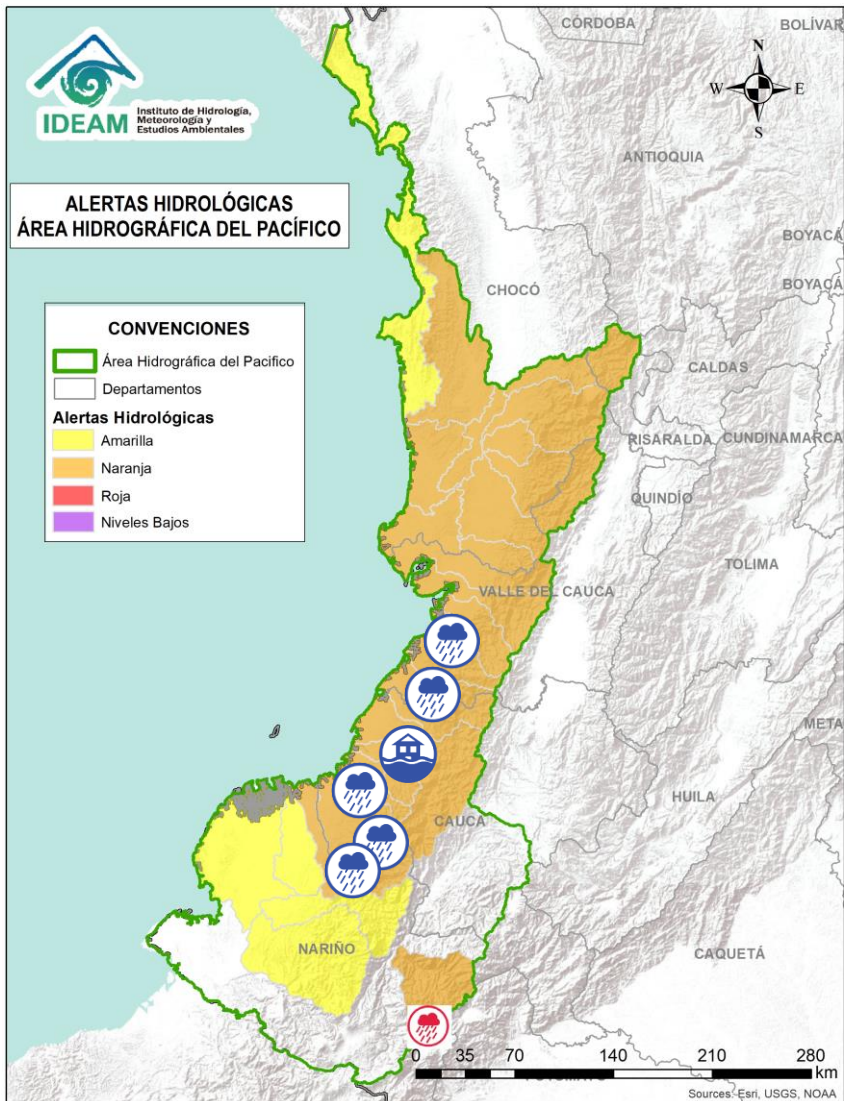 IDEAM
Instituto de Hidrología,
Meteorología y
Estudios Ambientales
ALERTAS HIDROLÓGICAS
ÁREA HIDROGRÁFICA DEL PACÍFICO
CONVENCIONES
Área Hidrográfica del Pacifico
Departamentos
Alertas Hidrológicas
Amarilla
Naranja
Roja
Niveles Bajos
N
W E
S
CÓRDOBA
BOLÍVAR
ANTIOQUIA
BOYACÁ
BOYACÁ
CHOCÓ
CALDAS
RISARALDA
CUNDINAMARCA
QUINDÍO
TOLIMA
VALLE DEL CAUCA
META
HUILA
CAUCA
NARIÑO
CAQUETÁ
0 35 70 140 210 280
km
Sources: Esri, USGS, NOAA